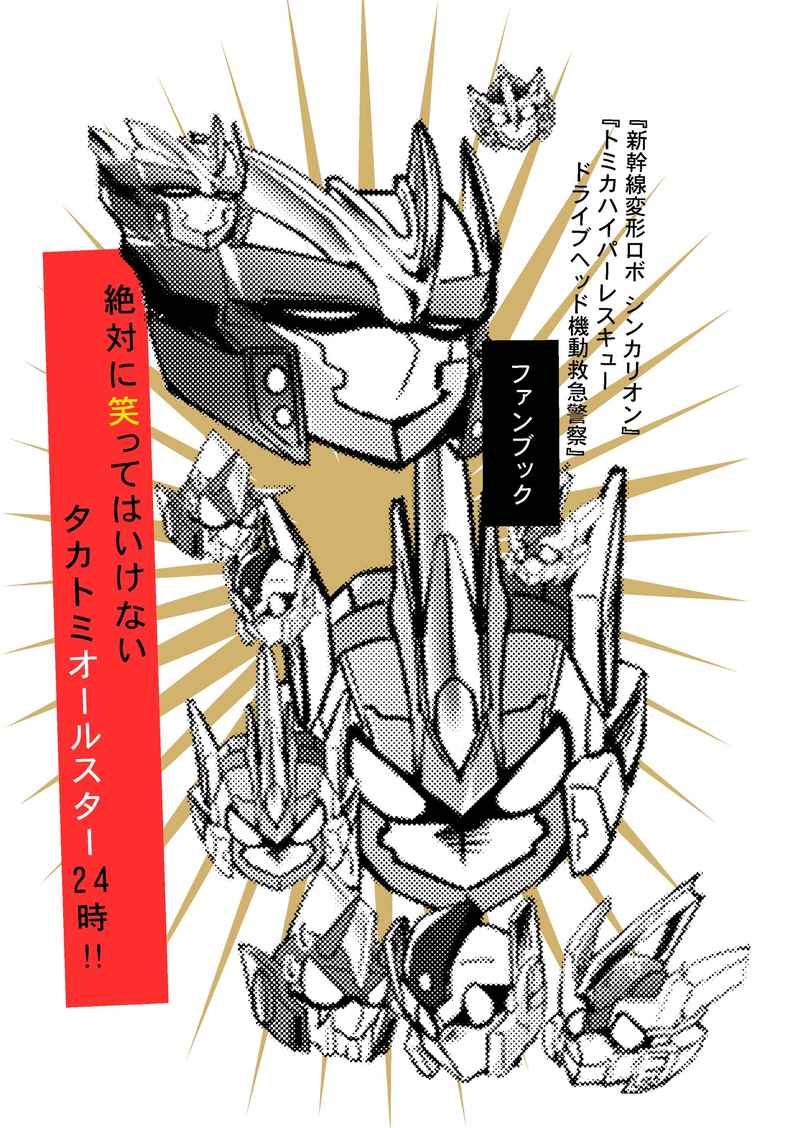 『新幹線変形ロボ シンカリオン』
『トミカハイパーレスキュー
ドライブヘッド機動救急警察』
ファンブック
絶対に笑ってはいけない
タカトミオールスター24時!!